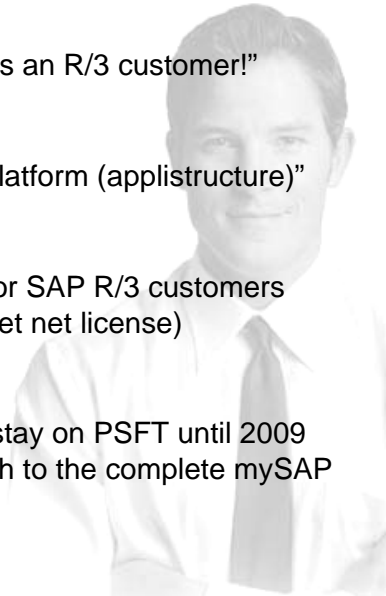 s an R/3 customer!”
latform (applistructure)”
or SAP R/3 customers
et net license)
stay on PSFT until 2009
h to the complete mySAP